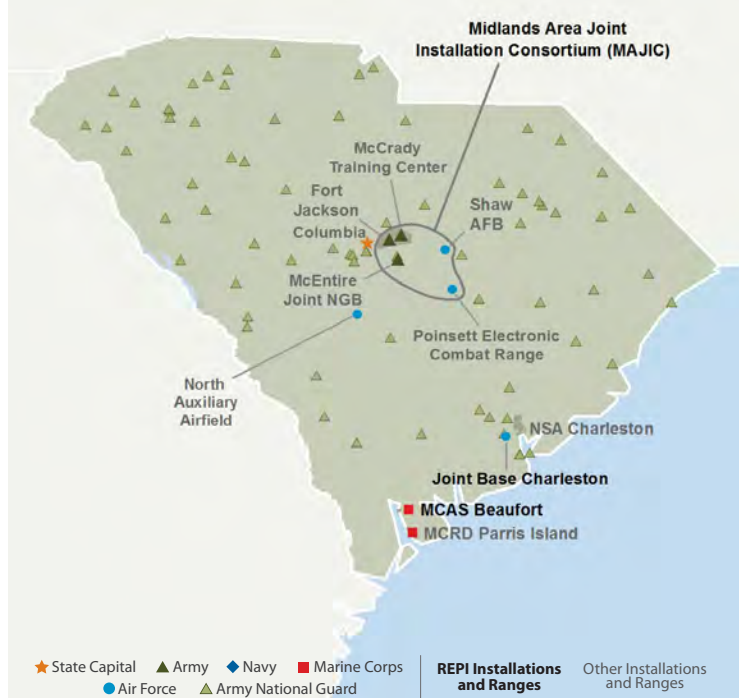 Midlands Area Joint
Installation Consortium (MAJIC)
McCrady
Training Center
Fort
Jackson
Shaw
AFB
Columbia
McEntire
Joint NGB
Poinsett Electronic
Combat Range
North
Auxiliary
Airfield
NSA Charleston
Joint Base Charleston
MCAS Beaufort
MCRD Parris Island
State Capital
Army
Navy
Marine Corps
Air Force
Army National Guard
REPI Installations
and Ranges
Other Installations
and Ranges